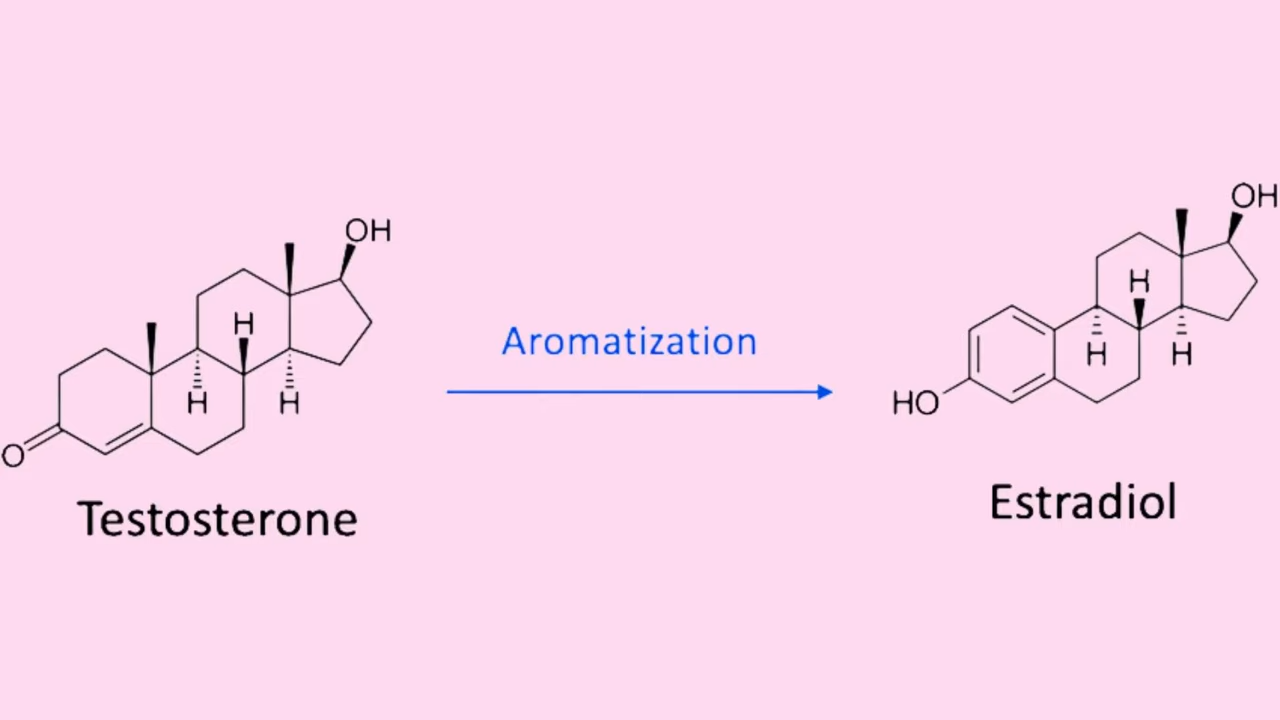 OH
H
H
H
O
Testosterone
Aromatization
OH
H
H
H
HO
Estradiol